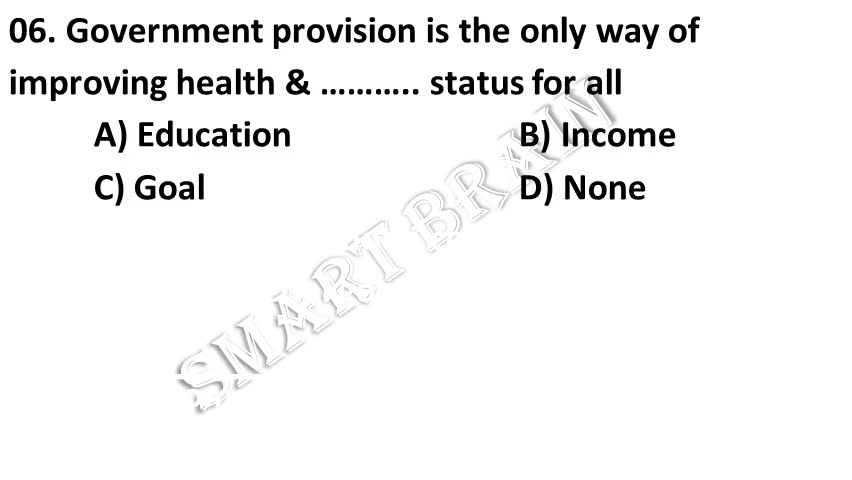 06. Government provision is the only way of
improving health & ……….. status for all
A) Education B) Income
C) Goal D) None
SMART BRAIN